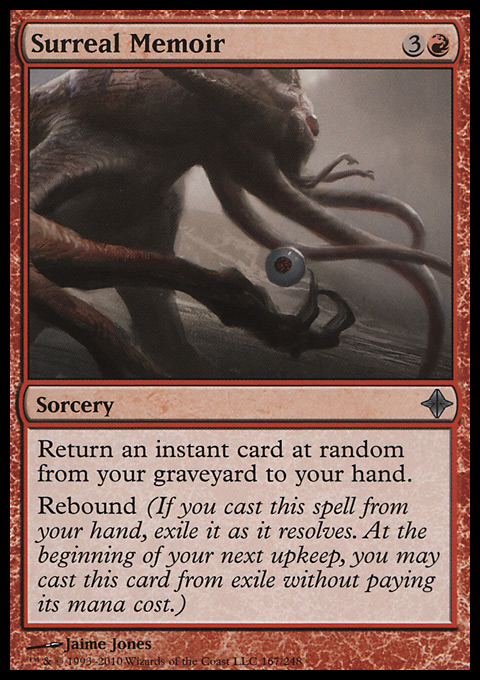 Surreal Memoir 3
Sorcery
Return an instant card at random
from your graveyard to your hand.
Rebound (If you cast this spell from
your hand, exile it as it resolves. At the
beginning of your next upkeep, you may
cast this card from exile without paying
its mana cost.)
Jaime Jones
™ & © 1993-2010 Wizards of the Coast LLC 167/248